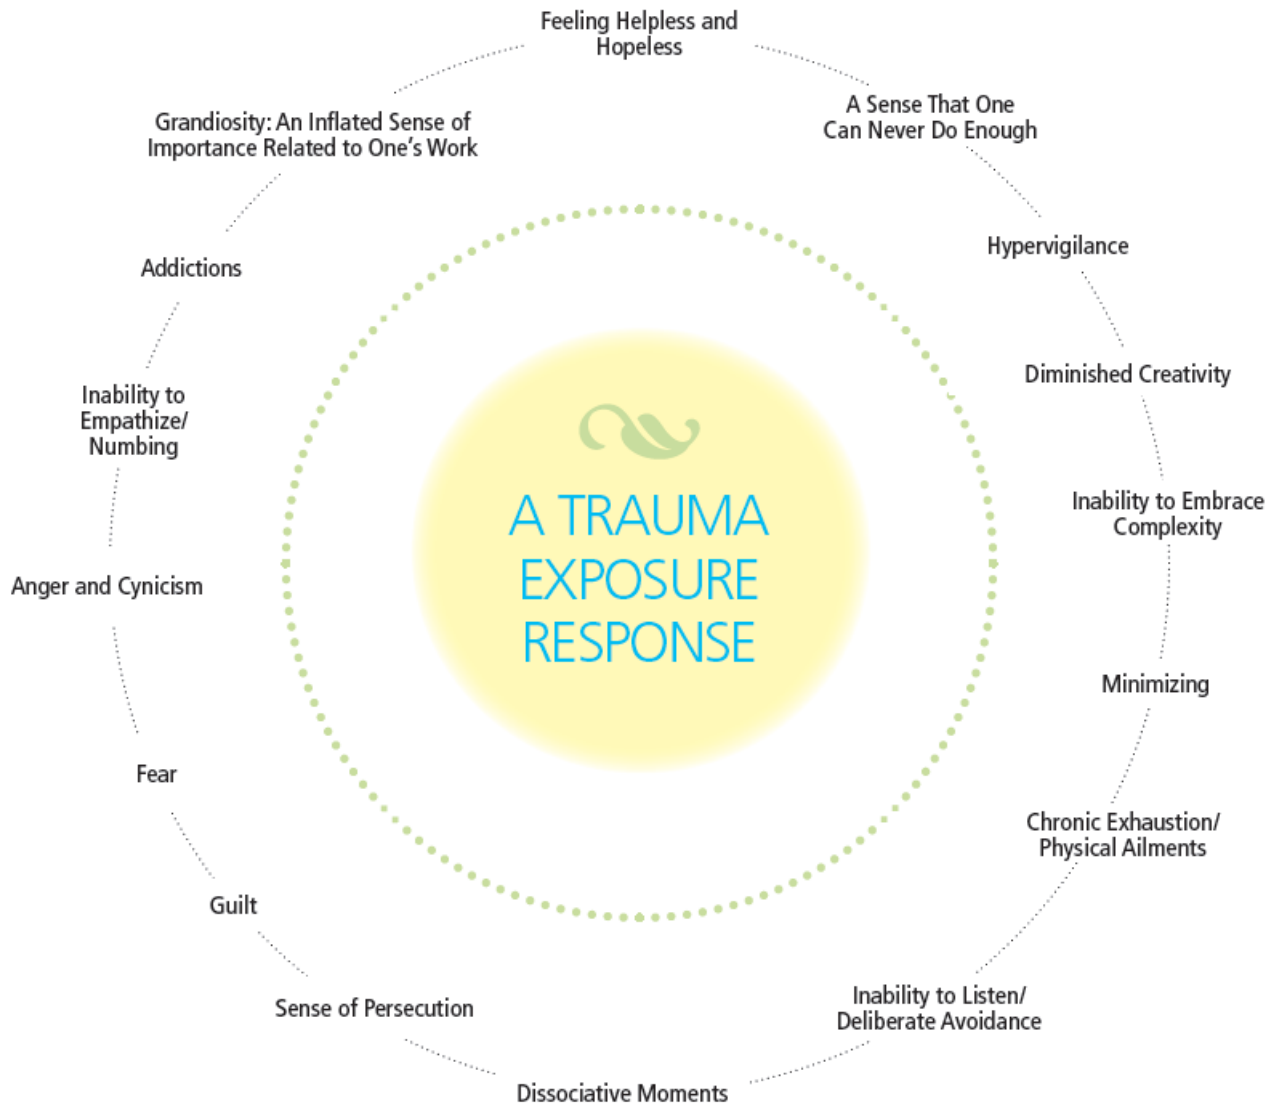 Feeling Helpless and
Hopeless
A Sense That One
Can Never Do Enough
Hypervigilance
Diminished Creativity
Inability to Embrace
Complexity
Minimizing
Chronic Exhaustion/
Physical Ailments
Inability to Listen/
Deliberate Avoidance
Dissociative Moments
Sense of Persecution
Guilt
Fear
Anger and Cynicism
Inability to
Empathize/
Numbing
Addictions
Grandiosity: An Inflated Sense of
Importance Related to One’s Work
A TRAUMA
EXPOSURE
RESPONSE